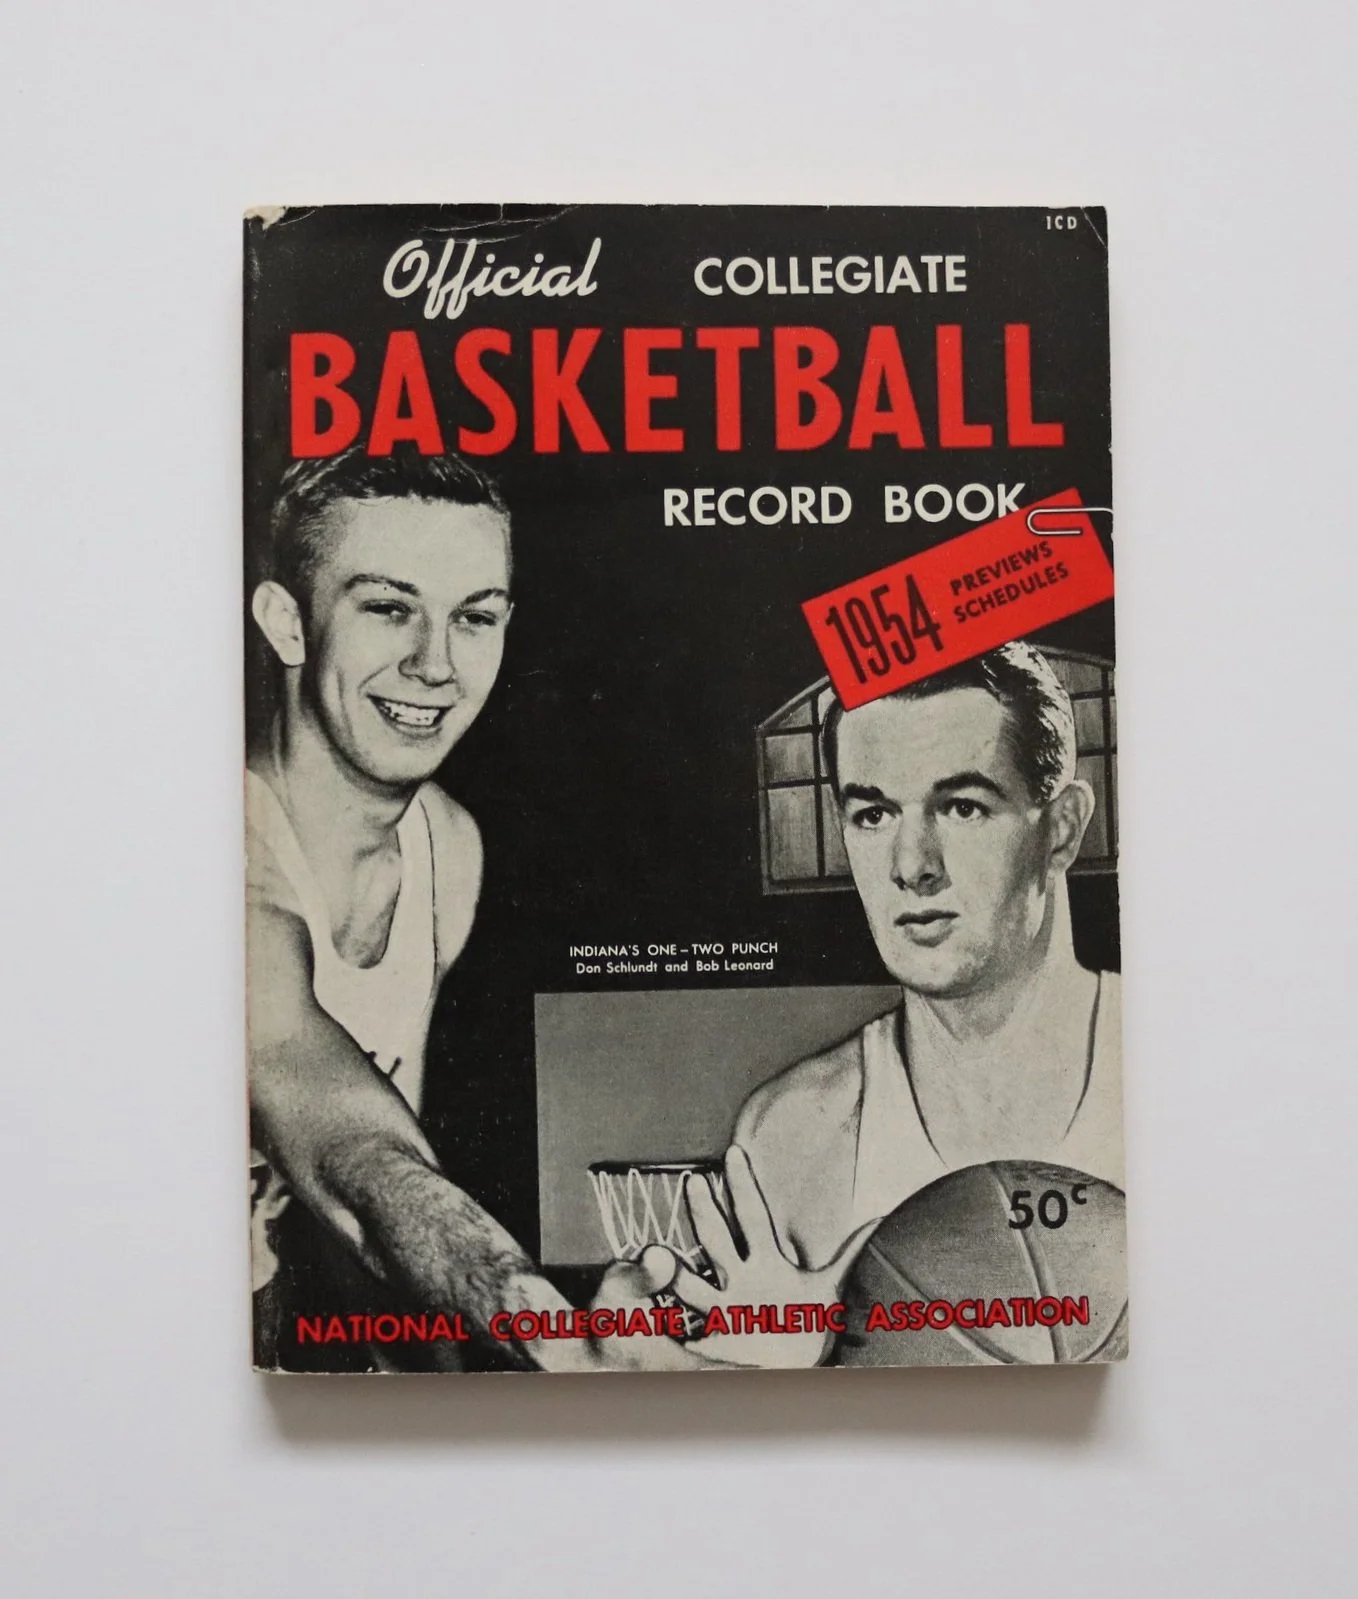 ICD
Official COLLEGIATE
BASKETBALL
RECORD BOOK
1954 PREVIEWS
SCHEDULES
INDIANA'S ONE – TWO PUNCH
Don Schlundt and Bob Leonard
50c
NATIONAL COLLEGIATE ATHLETIC ASSOCIATION